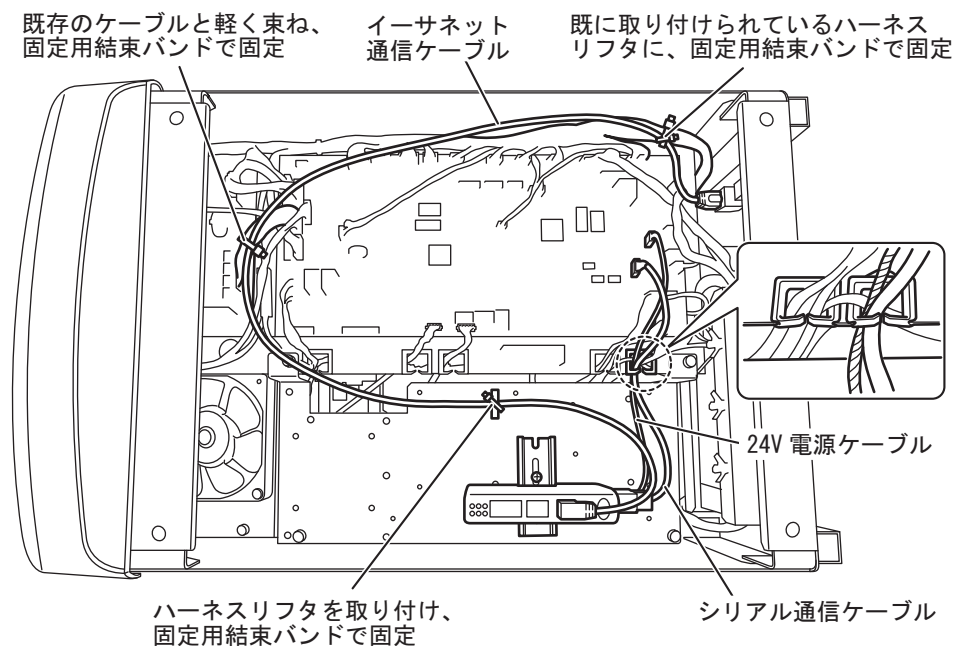 既存のケーブルと軽く束ね、
固定用結束バンドで固定
イーサネット
通信ケーブル
既に取り付けられているハーネス
リフタに、固定用結束バンドで固定
24V 電源ケーブル
ハーネスリフタを取り付け、
固定用結束バンドで固定
シリアル通信ケーブル